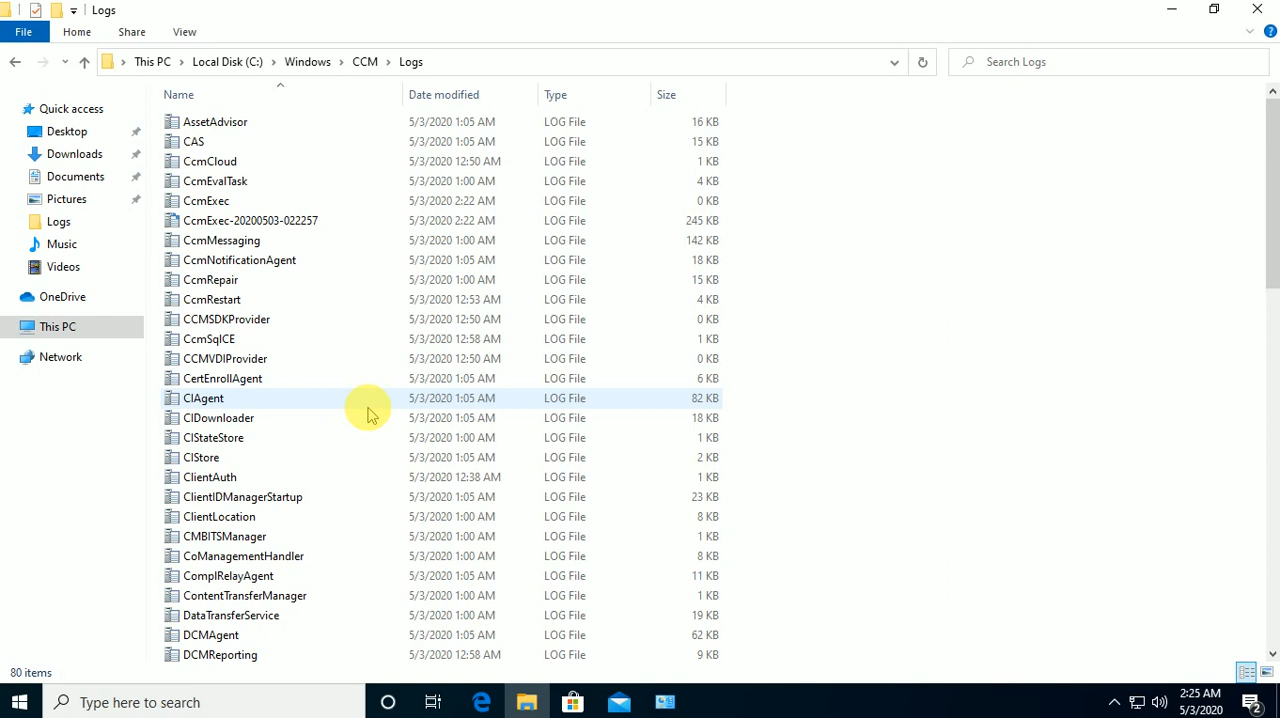 Logs
File Home Share View
This PC Local Disk (C:) Windows CCM Logs Search Logs
Name Date modified Type Size
Quick access
Desktop
Downloads
Documents
Pictures
Logs
Music
Videos
OneDrive
This PC
Network
AssetAdvisor 5/3/2020 1:05 AM LOG File 16 KB
CAS 5/3/2020 1:05 AM LOG File 15 KB
CcmCloud 5/3/2020 12:50 AM LOG File 1 KB
CcmEvalTask 5/3/2020 1:00 AM LOG File 4 KB
CcmExec 5/3/2020 2:22 AM LOG File 0 KB
CcmExec-20200503-022257 5/3/2020 2:22 AM LOG File 245 KB
CcmMessaging 5/3/2020 1:00 AM LOG File 142 KB
CcmNotificationAgent 5/3/2020 1:05 AM LOG File 18 KB
CcmRepair 5/3/2020 1:00 AM LOG File 15 KB
CcmRestart 5/3/2020 12:53 AM LOG File 4 KB
CCMSDKProvider 5/3/2020 12:50 AM LOG File 0 KB
CcmSqlCE 5/3/2020 12:58 AM LOG File 1 KB
CCMVDIProvider 5/3/2020 12:50 AM LOG File 0 KB
CertEnrollAgent 5/3/2020 1:05 AM LOG File 6 KB
CIAgent 5/3/2020 1:05 AM LOG File 82 KB
CIDownloader 5/3/2020 1:05 AM LOG File 18 KB
CIStateStore 5/3/2020 1:00 AM LOG File 1 KB
CIStore 5/3/2020 1:05 AM LOG File 2 KB
ClientAuth 5/3/2020 12:38 AM LOG File 1 KB
ClientIDManagerStartup 5/3/2020 1:05 AM LOG File 23 KB
ClientLocation 5/3/2020 1:00 AM LOG File 8 KB
CMBITSManager 5/3/2020 1:00 AM LOG File 1 KB
CoManagementHandler 5/3/2020 1:00 AM LOG File 8 KB
ComplRelayAgent 5/3/2020 1:05 AM LOG File 11 KB
ContentTransferManager 5/3/2020 1:00 AM LOG File 1 KB
DataTransferService 5/3/2020 1:00 AM LOG File 19 KB
DCMAgent 5/3/2020 1:05 AM LOG File 62 KB
DCMReporting 5/3/2020 12:58 AM LOG File 9 KB
80 items
Type here to search
2:25 AM
5/3/2020
2